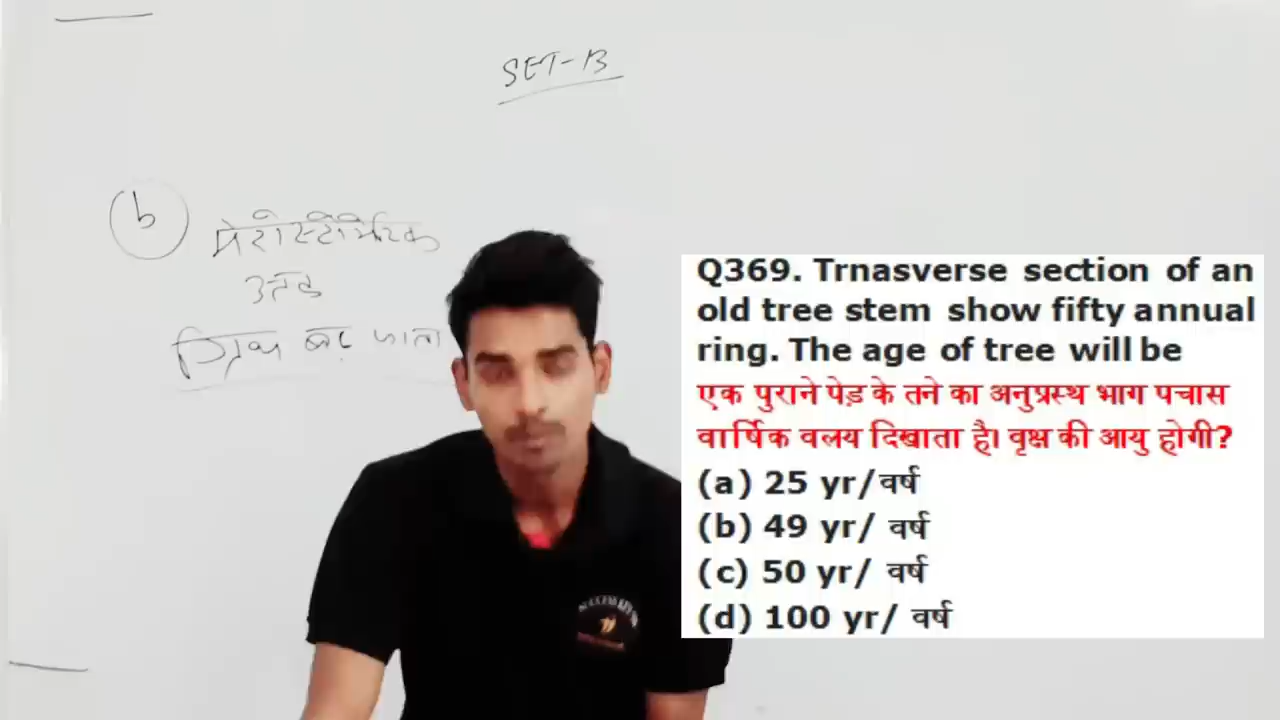 SET-B
b
मेरीस्टेमेटिक
उतक
बढ़ जाता
Q369. Trnasverse section of an
old tree stem show fifty annual
ring. The age of tree will be
एक पुराने पेड़ के तने का अनुप्रस्थ भाग पचास
वार्षिक वलय दिखाता है। वृक्ष की आयु होगी?
(a) 25 yr/वर्ष
(b) 49 yr/ वर्ष
(c) 50 yr/ वर्ष
(d) 100 yr/ वर्ष